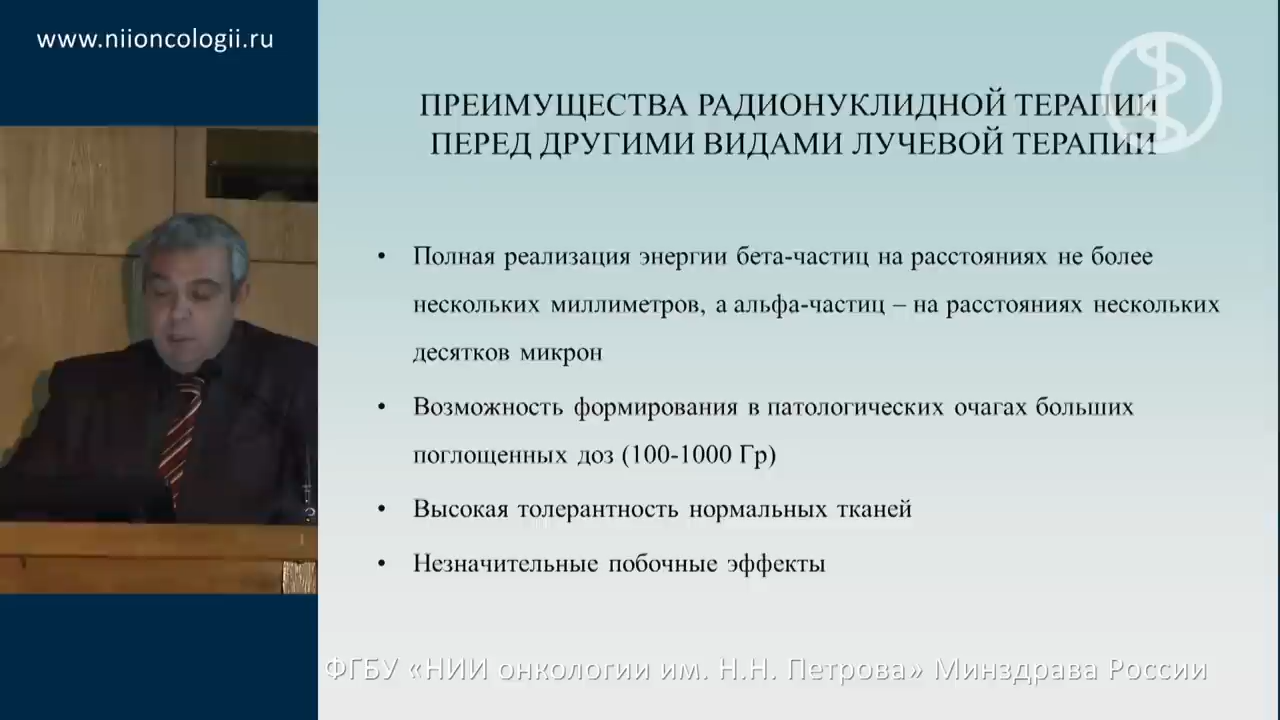 www.niioncologii.ru
ПРЕИМУЩЕСТВА РАДИОНУКЛИДНОЙ ТЕРАПИИ
ПЕРЕД ДРУГИМИ ВИДАМИ ЛУЧЕВОЙ ТЕРАПИИ
• Полная реализация энергии бета-частиц на расстояниях не более
нескольких миллиметров, а альфа-частиц – на расстояниях нескольких
десятков микрон
• Возможность формирования в патологических очагах больших
поглощенных доз (100-1000 Гр)
• Высокая толерантность нормальных тканей
• Незначительные побочные эффекты
ФГБУ «НИИ онкологии им. Н.Н. Петрова» Минздрава России